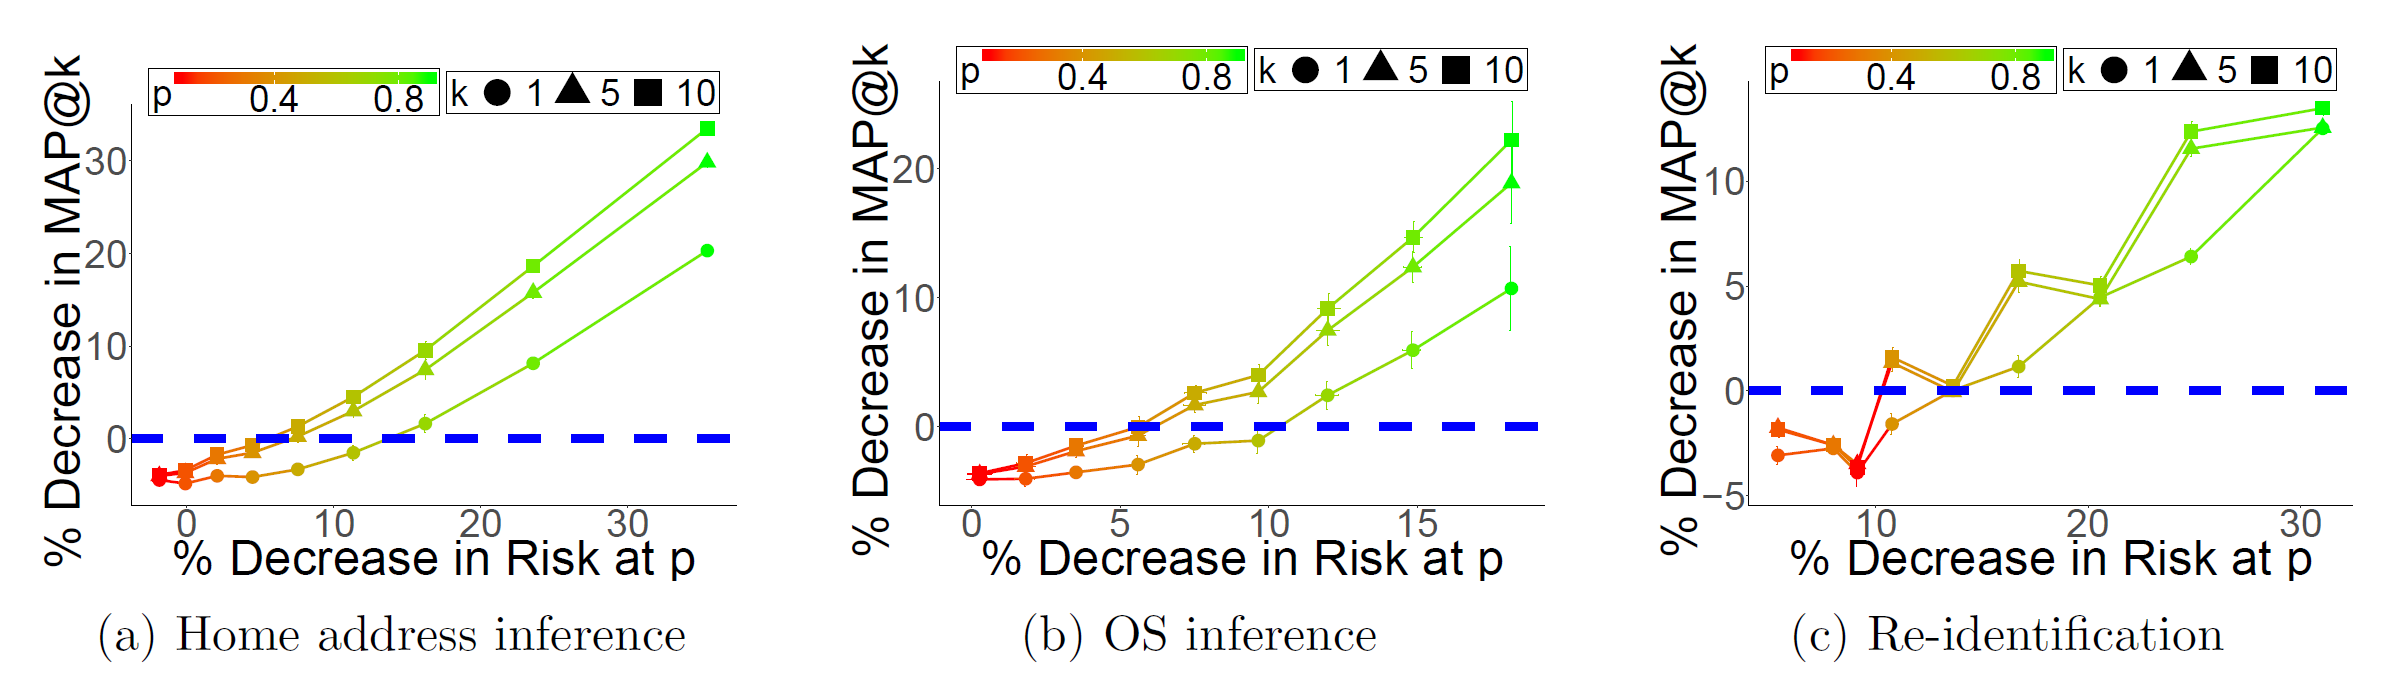 % Decrease in MAP@k
p 0.4 0.8
k 1 5 10
30
20
10
0
0 10 20 30
% Decrease in Risk at p
(a) Home address inference
% Decrease in MAP@k
p 0.4 0.8
k 1 5 10
20
10
0
0 5 10 15
% Decrease in Risk at p
(b) OS inference
% Decrease in MAP@k
p 0.4 0.8
k 1 5 10
10
5
0
−5
10 20 30
% Decrease in Risk at p
(c) Re-identification